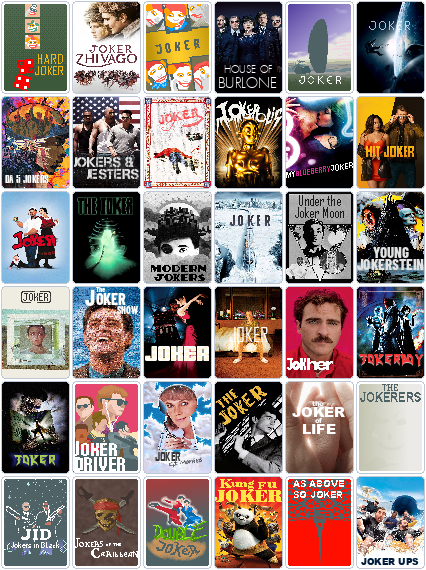 HARD
JOKER
JOKER
ZHIVAGO
JOKER
HOUSE OF
BURLONE
JOKER
JOKER
DA 5 JOKERS
JOKERS &
JESTERS
JOKER
JOKEROLIC
MY BLUEBERRY JOKER
HIT JOKER
JOKER
THE JOKER
MODERN
JOKERS
JOKER
Under the
Joker Moon
YOUNG
JOKERSTEIN
JOKER
The
JOKER
SHOW
JOKER
JOKER
JoKher
JOKERBOY
JOKER
JOKER
DRIVER
JOKER
THE
JOKER
THE
JOKER
OF
LIFE
THE
JOKERERS
JID
Jokers in Black
JOKERS OF THE
CARIBBEAN
DOUBLE
JOKER
Kung fu
JOKER
AS ABOVE
SO JOKER
JOKER UPS